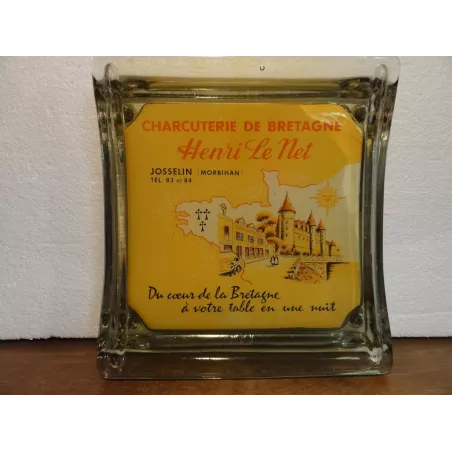 CHARCUTERIE DE BRETAGNE
Henri Le Net
JOSSELIN (MORBIHAN)
TÉL. 83 et 84
Du cœur de la Bretagne
à votre table en une nuit